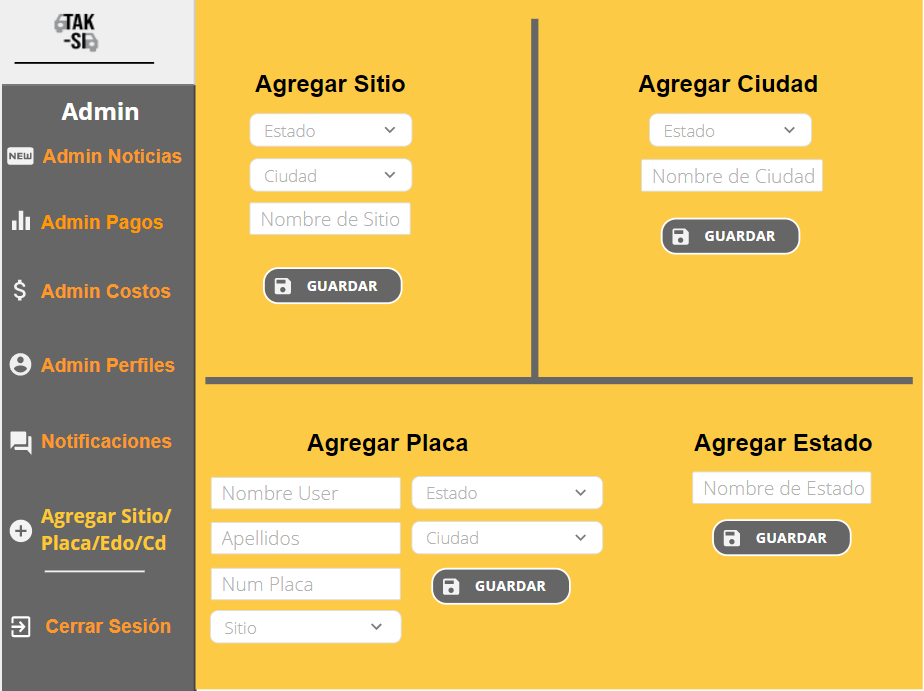 TAK
-SI
Admin
NEW
Admin Noticias
Admin Pagos
$
Admin Costos
Admin Perfiles
Notificaciones
Agregar Sitio/
Placa/Edo/Cd
Cerrar Sesión
Agregar Sitio
Estado
Ciudad
Nombre de Sitio
GUARDAR
Agregar Ciudad
Estado
Nombre de Ciudad
GUARDAR
Agregar Placa
Nombre User
Estado
Apellidos
Ciudad
Num Placa
GUARDAR
Sitio
Agregar Estado
Nombre de Estado
GUARDAR